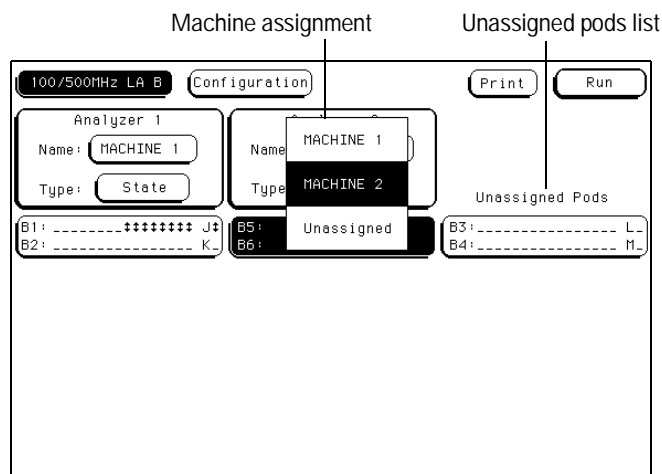 Machine assignment
Unassigned pods list
100/500MHz LA B
Configuration
Print
Run
Analyzer 1
Name: MACHINE 1
Type: State
Name
Type
MACHINE 1
MACHINE 2
Unassigned
Unassigned Pods
B1: _______‡‡‡‡‡‡‡‡ J‡
B2: ________________ K_
B5:
B6:
B3:________________ L_
B4:________________ M_